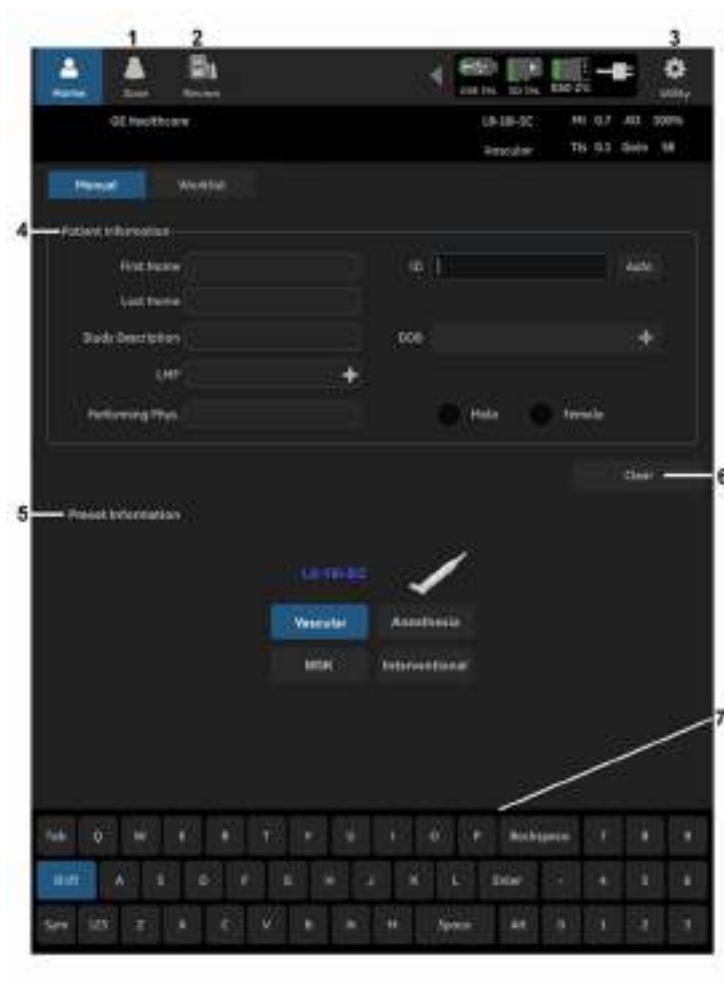 1 2 3
Home Scan Review Utility
GE Healthcare L8-18i-SC MI 0.7 AO 100%
Vascular TIs 0.1 Gain 58
Manual Worklist
4 Patient Information
First Name ID Auto
Last Name
Study Description DOB
LMP
Performing Phys. Male Female
Clear 6
5 Preset Information
L8-18i-SC
Vascular Anesthesia
MSK Interventional
7
Tab Q W E R T Y U I O P Backspace 7 8 9
Shift A S D F G H J K L Enter 4 5 6
Sym 123 Z X C V B N M Space Alt 0 1 2 3